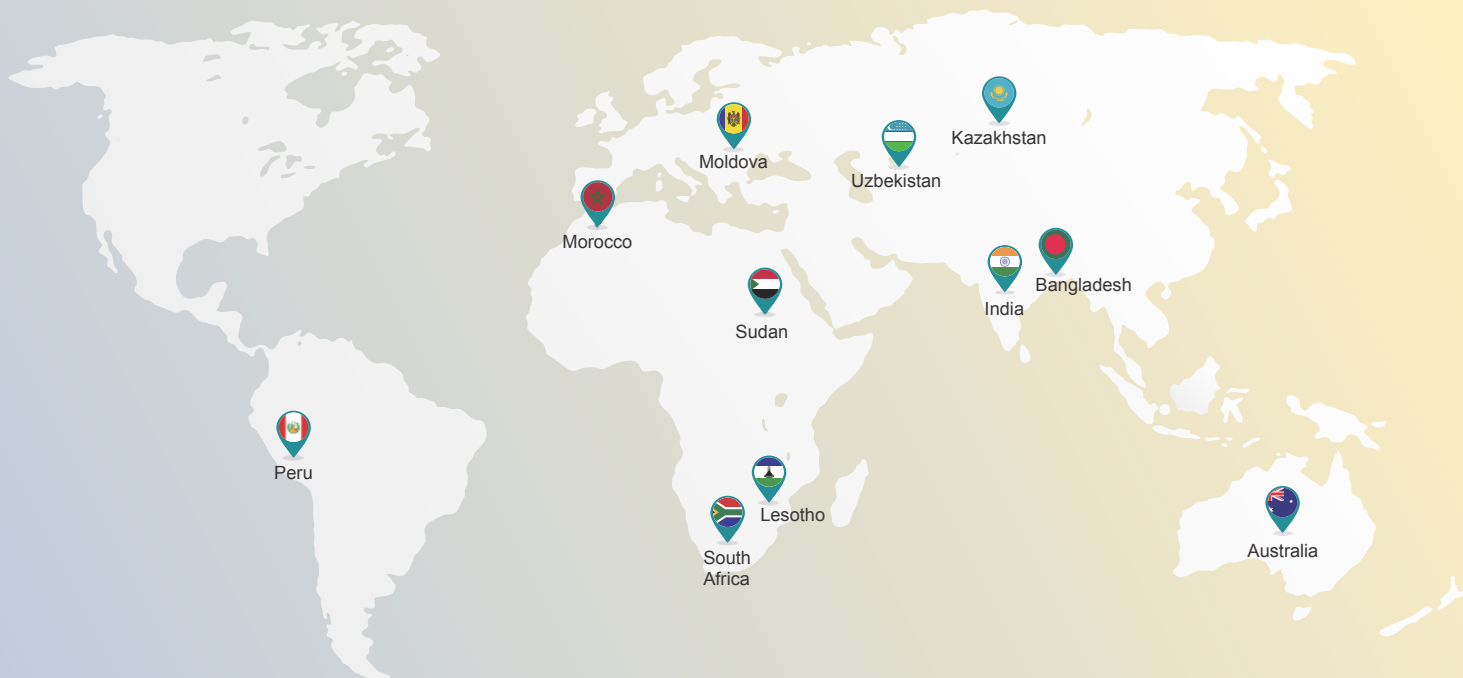 Kazakhstan
Moldova
Uzbekistan
Morocco
Bangladesh
India
Sudan
Peru
Lesotho
South
Africa
Australia